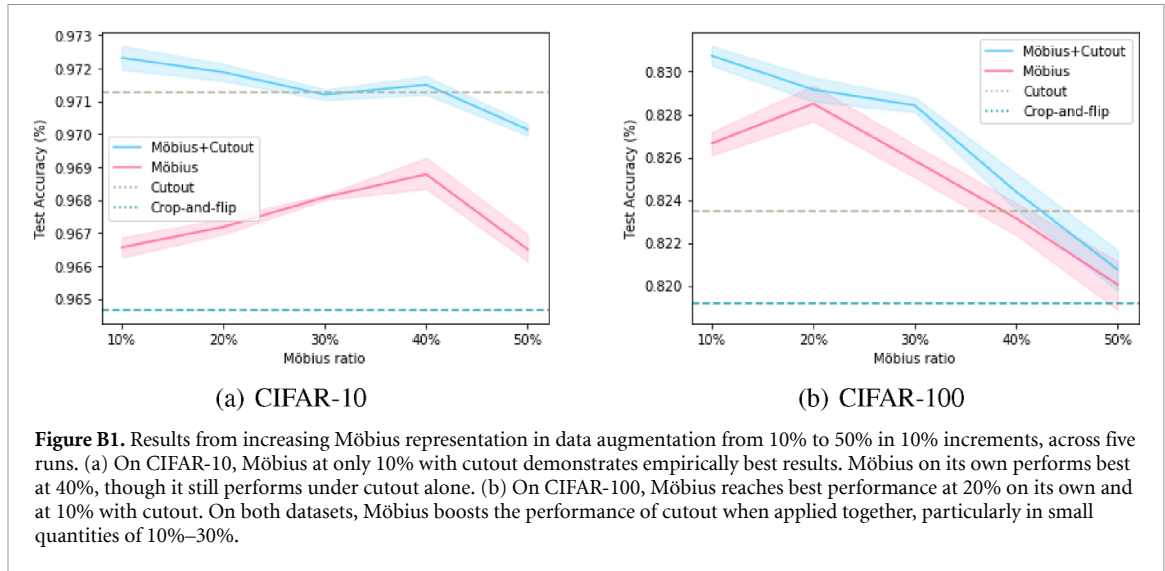 0.973
0.972
0.971
0.970
0.969
0.968
0.967
0.966
0.965
Test Accuracy (%)
Möbius+Cutout
Möbius
Cutout
Crop-and-flip
10%
20%
30%
40%
50%
Möbius ratio
(a) CIFAR-10
0.830
0.828
0.826
0.824
0.822
0.820
Test Accuracy (%)
Möbius+Cutout
Möbius
Cutout
Crop-and-flip
10%
20%
30%
40%
50%
Möbius ratio
(b) CIFAR-100
Figure B1. Results from increasing Möbius representation in data augmentation from 10% to 50% in 10% increments, across five
runs. (a) On CIFAR-10, Möbius at only 10% with cutout demonstrates empirically best results. Möbius on its own performs best
at 40%, though it still performs under cutout alone. (b) On CIFAR-100, Möbius reaches best performance at 20% on its own and
at 10% with cutout. On both datasets, Möbius boosts the performance of cutout when applied together, particularly in small
quantities of 10%–30%.